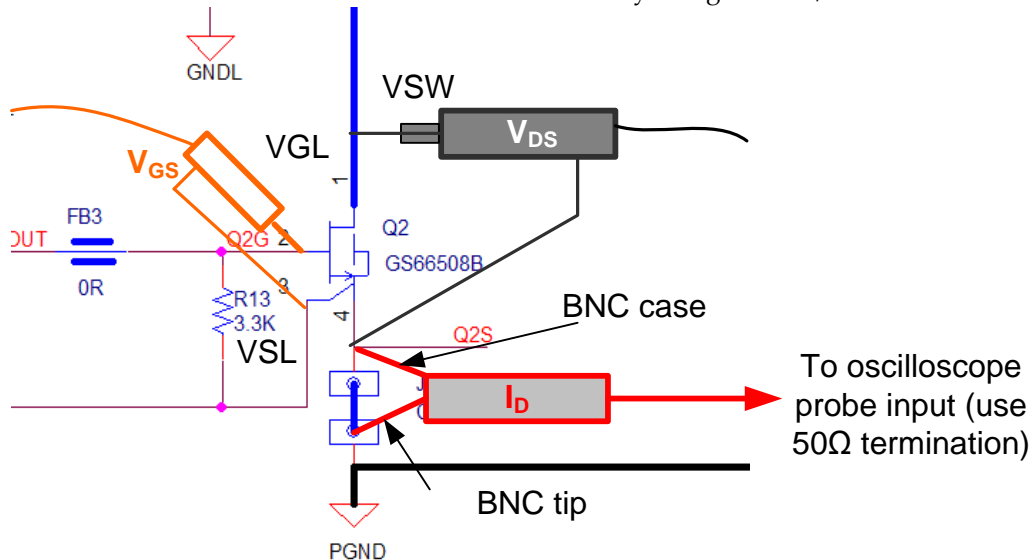 GNDL
VSW
VDS
VGL
VGS
1
FB3
OUT
Q2G
2
Q2
GS66508B
0R
3
R13
3.3K
4
VSL
BNC case
Q2S
ID
To oscilloscope
probe input (use
50Ω termination)
BNC tip
PGND